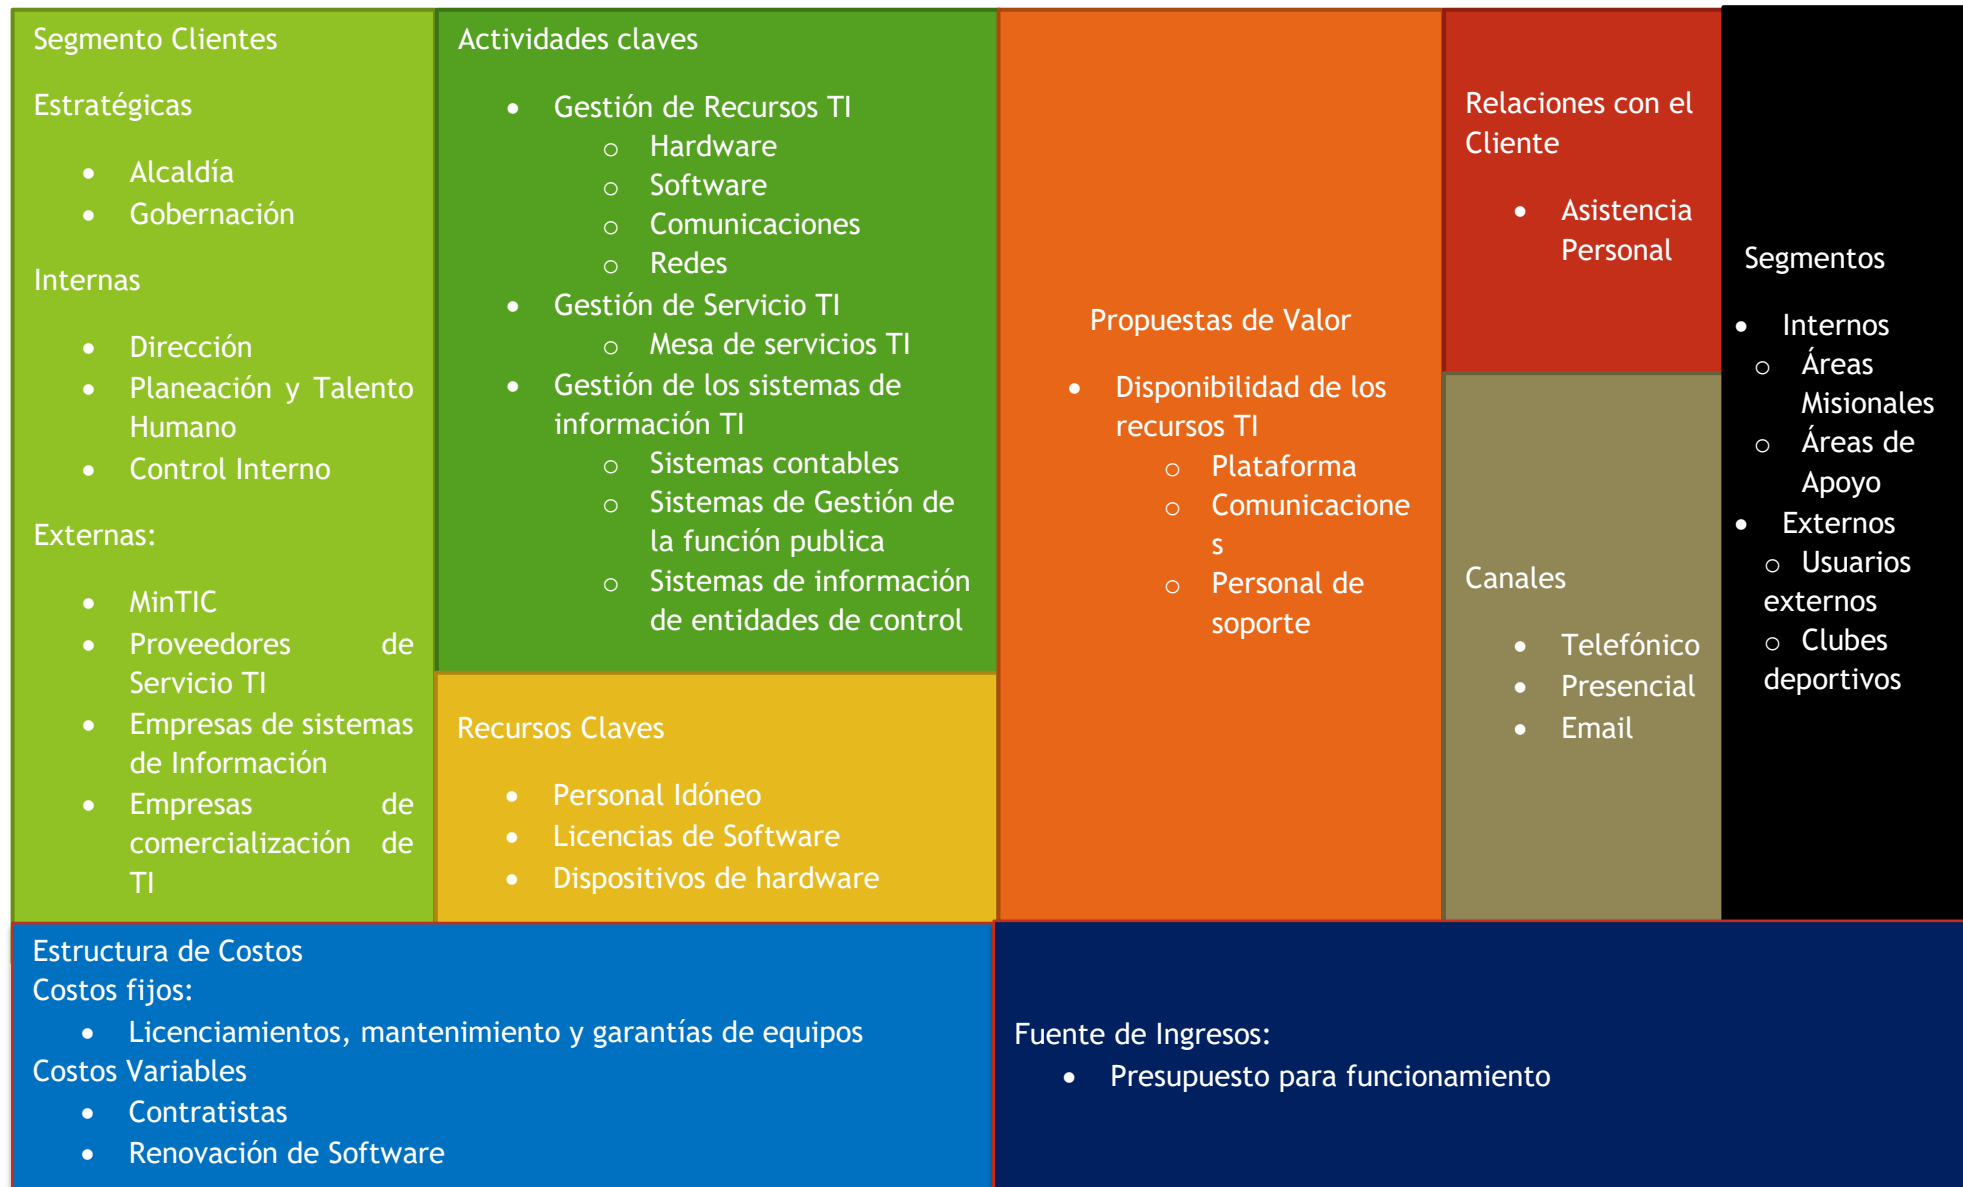 Segmento Clientes
Estratégicas
• Alcaldía
• Gobernación
Internas
• Dirección
• Planeación y Talento
Humano
• Control Interno
Externas:
• MinTIC
• Proveedores de
Servicio TI
• Empresas de sistemas
de Información
• Empresas de
comercialización de
TI
Actividades claves
• Gestión de Recursos TI
o Hardware
o Software
o Comunicaciones
o Redes
• Gestión de Servicio TI
o Mesa de servicios TI
• Gestión de los sistemas de
información TI
o Sistemas contables
o Sistemas de Gestión de
la función publica
o Sistemas de información
de entidades de control
Recursos Claves
• Personal Idóneo
• Licencias de Software
• Dispositivos de hardware
Propuestas de Valor
• Disponibilidad de los
recursos TI
o Plataforma
o Comunicacione
s
o Personal de
soporte
Relaciones con el
Cliente
• Asistencia
Personal
Canales
• Telefónico
• Presencial
• Email
Segmentos
• Internos
o Áreas
Misionales
o Áreas de
Apoyo
• Externos
o Usuarios
externos
o Clubes
deportivos
Estructura de Costos
Costos fijos:
• Licenciamientos, mantenimiento y garantías de equipos
Costos Variables
• Contratistas
• Renovación de Software
Fuente de Ingresos:
• Presupuesto para funcionamiento